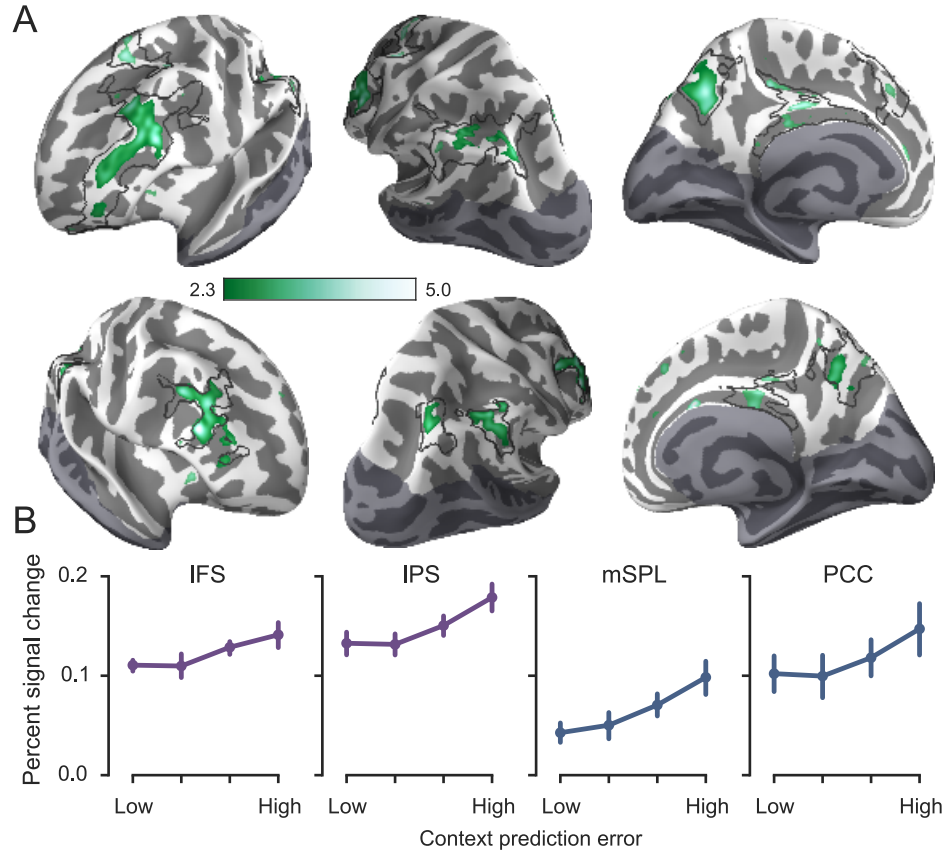 A
2.3 5.0
B
IFS IPS mSPL PCC
Percent signal change
0.2
0.1
0.0
Low High Low High Low High Low High
Context prediction error